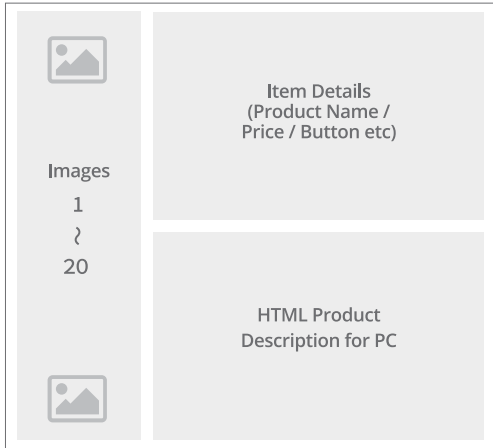 Images
1
~
20
Item Details
(Product Name /
Price / Button etc)
HTML Product
Description for PC